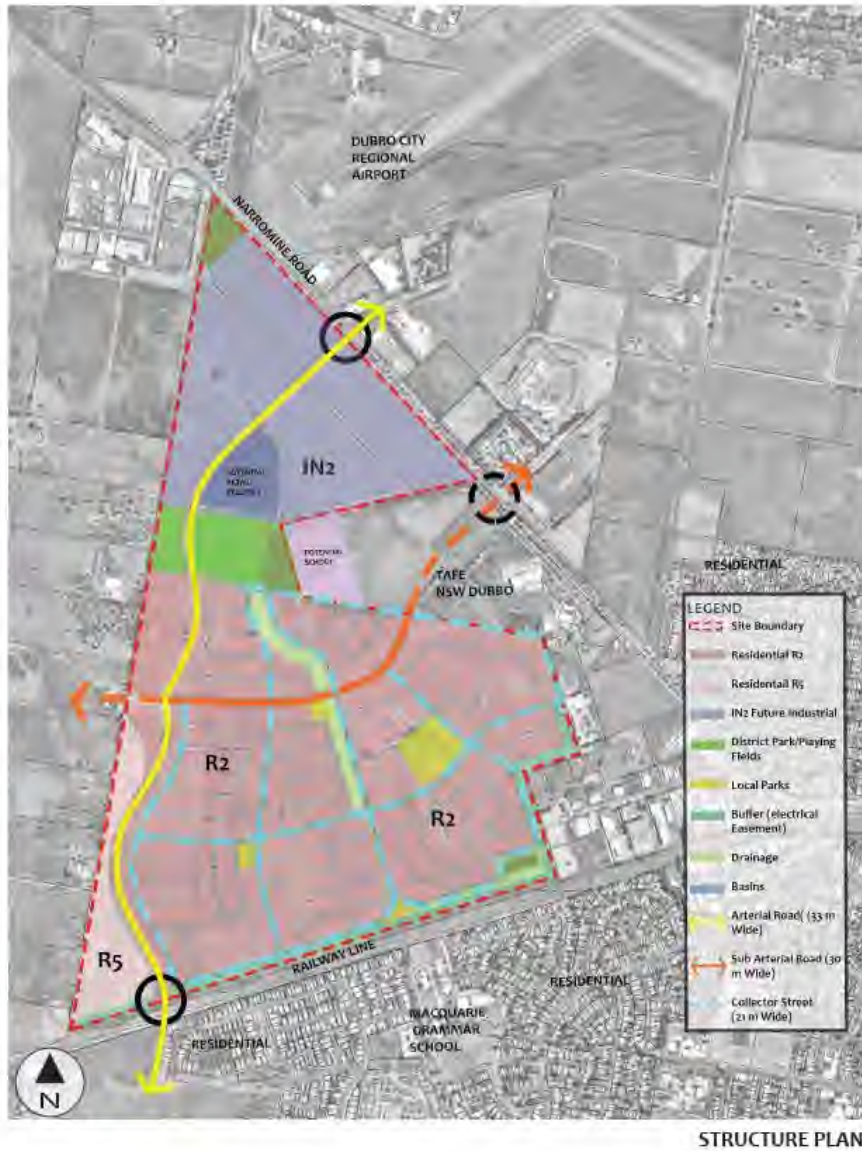 DUBBO CITY
REGIONAL
AIRPORT
NARROMINE ROAD
IN2
POTENTIAL
SCHOOL
TAFE
NSW DUBBO
RESIDENTIAL
LEGEND
Site Boundary
Residential R2
Residentail R5
IN2 Future Industrial
District Park/Playing
Fields
Local Parks
Buffer (electrical
Easement)
Drainage
Basins
Arterial Road( (33 m
Wide)
Sub Arterial Road (30
m Wide)
Collector Street
(21 m Wide)
R2
R2
R5
RAILWAY LINE
RESIDENTIAL
MACQUARIE
GRAMMAR
SCHOOL
RESIDENTIAL
N
STRUCTURE PLAN